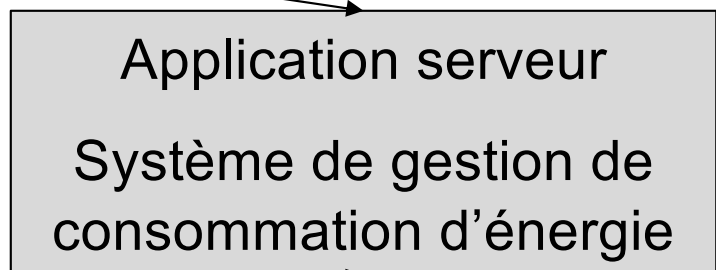 Application serveur
Système de gestion de
consommation d’énergie